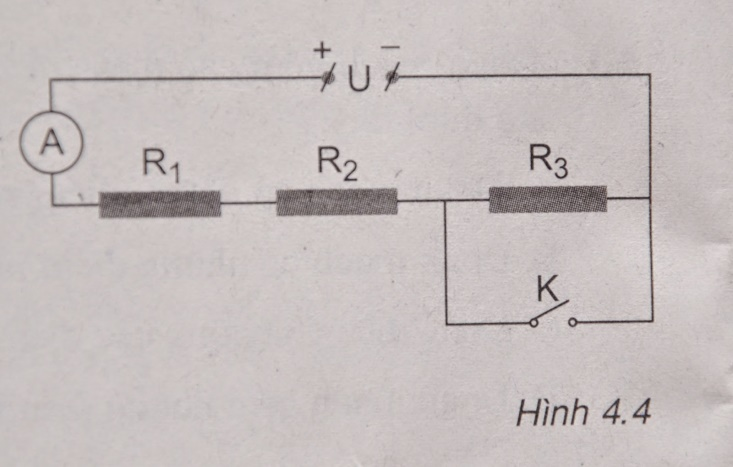 + U −
A
R₁ R₂ R₃
K
Hình 4.4